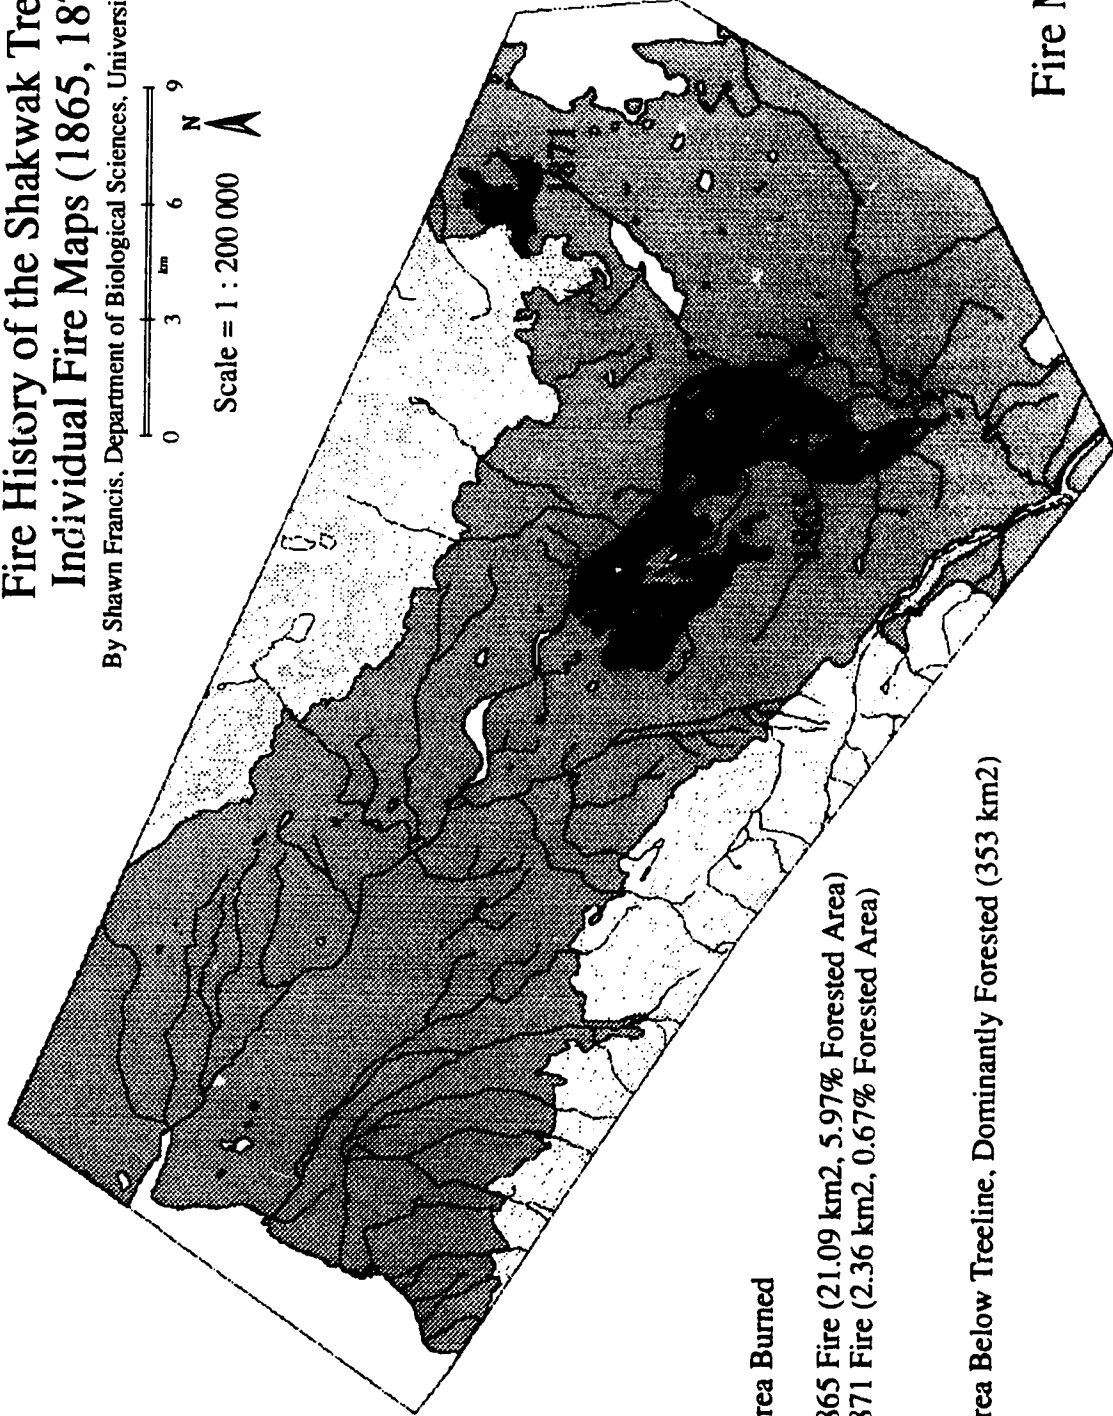 Fire History of the Shakwak Tre
Individual Fire Maps (1865, 18
By Shawn Francis, Department of Biological Sciences, Universi
0 3 6 9
km
N
Scale = 1 : 200 000
1871
rea Burned
865 Fire (21.09 km2, 5.97% Forested Area)
871 Fire (2.36 km2, 0.67% Forested Area)
rea Below Treeline, Dominantly Forested (353 km2)
Fire